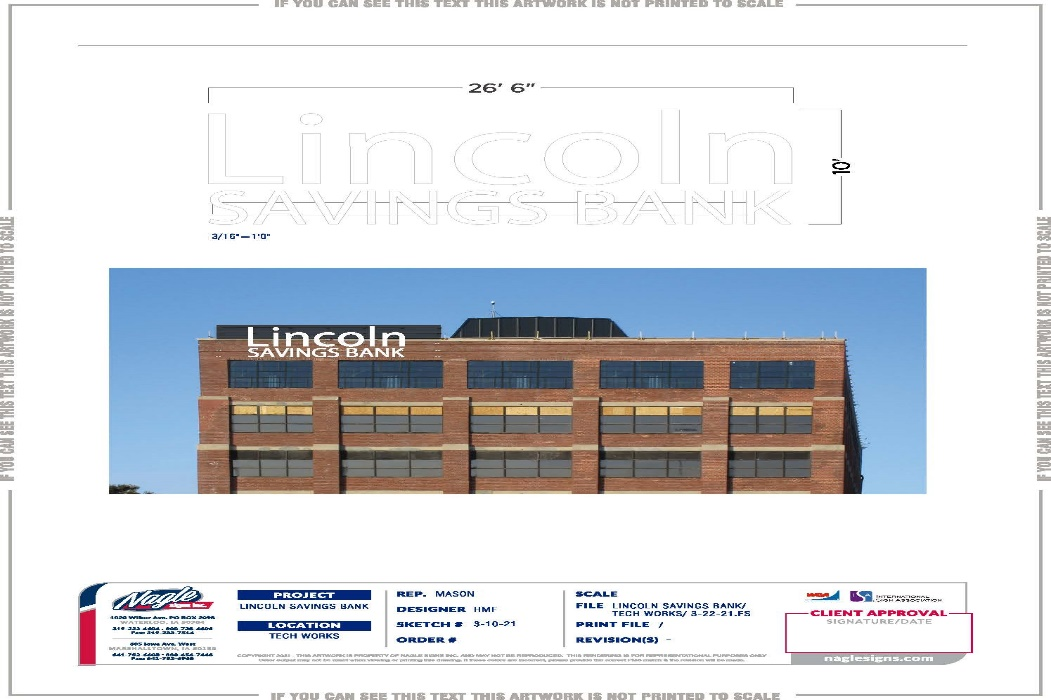 IF YOU CAN SEE THIS TEXT THIS ARTWORK IS NOT PRINTED TO SCALE
26' 6"
Lincoln
SAVINGS BANK
10'
3/16"=1'0"
Lincoln
SAVINGS BANK
IF YOU CAN SEE THIS TEXT THIS ARTWORK IS NOT PRINTED TO SCALE
IF YOU CAN SEE THIS TEXT THIS ARTWORK IS NOT PRINTED TO SCALE
Nagle
Signs Inc.
PROJECT
LINCOLN SAVINGS BANK
LOCATION
TECH WORKS
REP. MASON
DESIGNER HMF
SKETCH # 3-10-21
ORDER #
SCALE
FILE LINCOLN SAVINGS BANK/
TECH WORKS/ 3-22-21.FS
PRINT FILE /
REVISION(S) -
INTERNATIONAL
SIGN ASSOCIATION
CLIENT APPROVAL
SIGNATURE/DATE
naglesigns.com
IF YOU CAN SEE THIS TEXT THIS ARTWORK IS NOT PRINTED TO SCALE